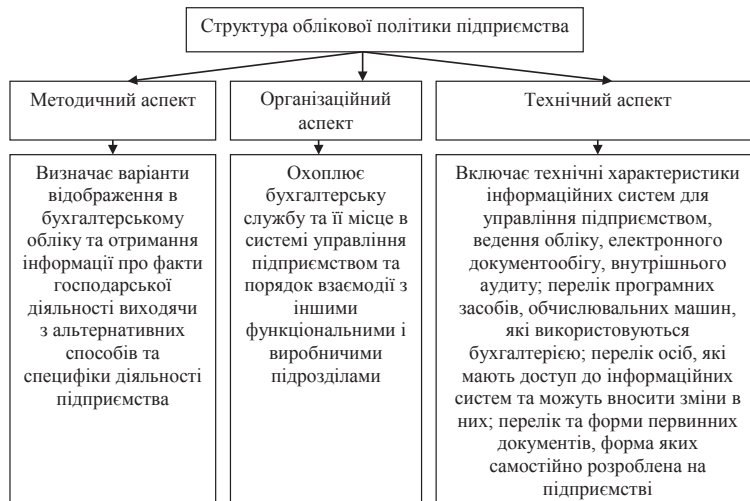 Структура облікової політики підприємства
Методичний аспект
Організаційний
аспект
Технічний аспект
Визначає варіанти
відображення в
бухгалтерському
обліку та отримання
інформації про факти
господарської
діяльності виходячи
з альтернативних
способів та
специфіки діяльності
підприємства
Охоплює
бухгалтерську
службу та її місце в
системі управління
підприємством та
порядок взаємодії з
іншими
функціональними і
виробничими
підрозділами
Включає технічні характеристики
інформаційних систем для
управління підприємством,
ведення обліку, електронного
документообігу, внутрішнього
аудиту; перелік програмних
засобів, обчислювальних машин,
які використовуються
бухгалтерією; перелік осіб, які
мають доступ до інформаційних
систем та можуть вносити зміни в
них; перелік та форми первинних
документів, форма яких
самостійно розроблена на
підприємстві